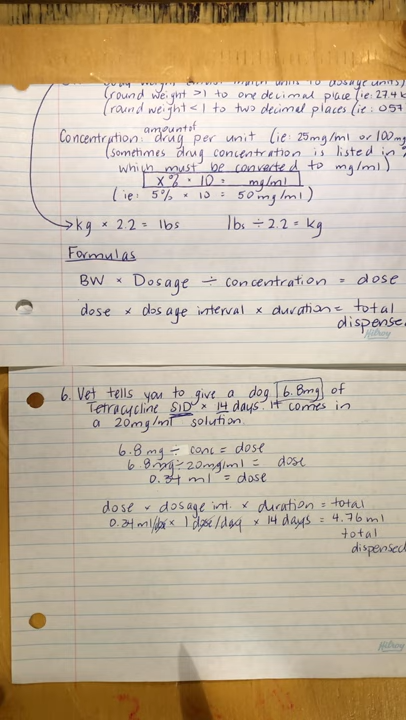 (round weight >1 to one decimal place (ie: 27.4 k
(round weight <1 to two decimal places (ie: 0.57
Concentration: amount of drug per unit (ie: 25mg/ml or 100mg
(sometimes drug concentration is listed in %
which must be converted to mg/ml)
X% × 10 = mg/ml
(ie: 5% × 10 = 50mg/ml)
kg × 2.2 = lbs lbs ÷ 2.2 = kg
Formulas
BW × Dosage ÷ concentration = dose
dose × dosage interval × duration = total
dispense
Hilroy
6. Vet tells you to give a dog 6.8mg of
Tetracycline SID × 14 days. It comes in
a 20mg/ml solution.
6.8 mg ÷ conc = dose
6.8mg ÷ 20mg/ml = dose
0.34 ml = dose
dose × dosage int. × duration = total
0.34 ml × 1 dose/day × 14 days = 4.76 ml
total
dispensed
Hilroy